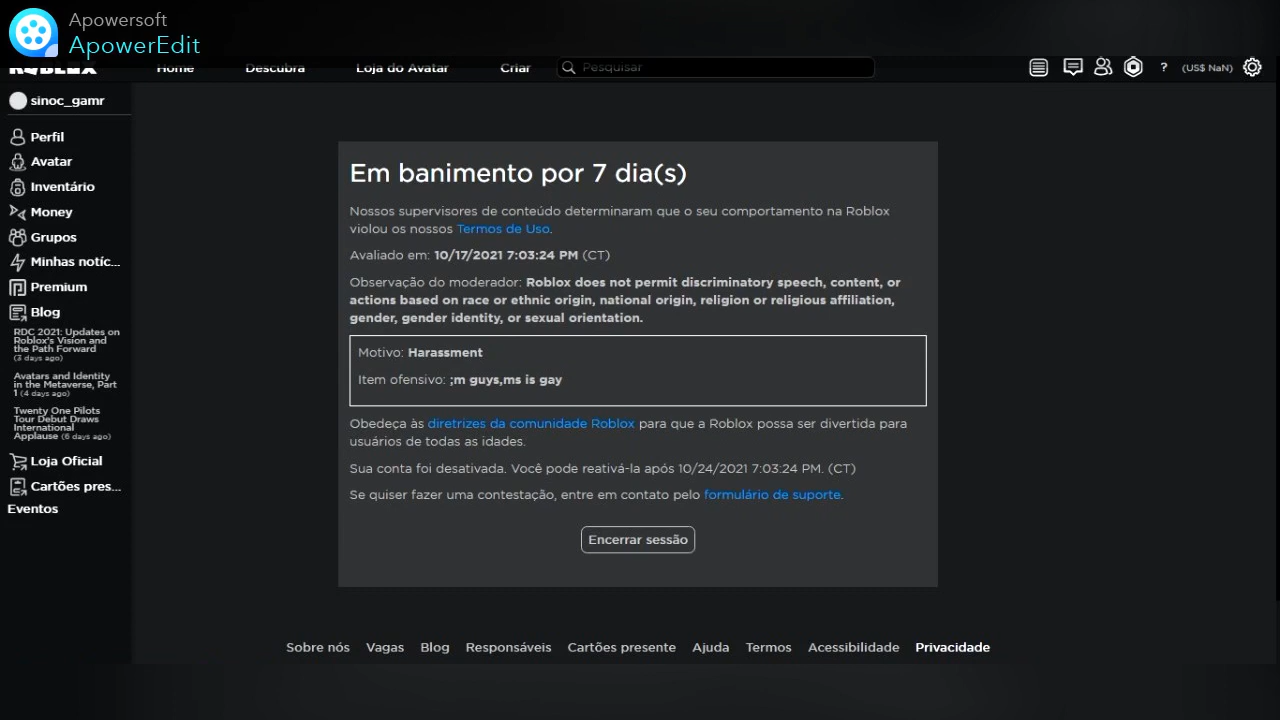 Apowersoft
ApowerEdit
ROBLOX
Home
Descubra
Loja do Avatar
Criar
Pesquisar
?
(US$ NaN)
sinoc_gamr
Perfil
Avatar
Inventário
Money
Grupos
Minhas notíc...
Premium
Blog
RDC 2021: Updates on
Roblox's Vision and
the Path Forward
(3 days ago)
Avatars and Identity
in the Metaverse, Part
1 (4 days ago)
Twenty One Pilots
Tour Debut Draws
International
Applause (6 days ago)
Loja Oficial
Cartões pres...
Eventos
Em banimento por 7 dia(s)
Nossos supervisores de conteúdo determinaram que o seu comportamento na Roblox
violou os nossos Termos de Uso.
Avaliado em: 10/17/2021 7:03:24 PM (CT)
Observação do moderador: Roblox does not permit discriminatory speech, content, or
actions based on race or ethnic origin, national origin, religion or religious affiliation,
gender, gender identity, or sexual orientation.
Motivo: Harassment
Item ofensivo: ;m guys,ms is gay
Obedeça às diretrizes da comunidade Roblox para que a Roblox possa ser divertida para
usuários de todas as idades.
Sua conta foi desativada. Você pode reativá-la após 10/24/2021 7:03:24 PM. (CT)
Se quiser fazer uma contestação, entre em contato pelo formulário de suporte.
Encerrar sessão
Sobre nós
Vagas
Blog
Responsáveis
Cartões presente
Ajuda
Termos
Acessibilidade
Privacidade